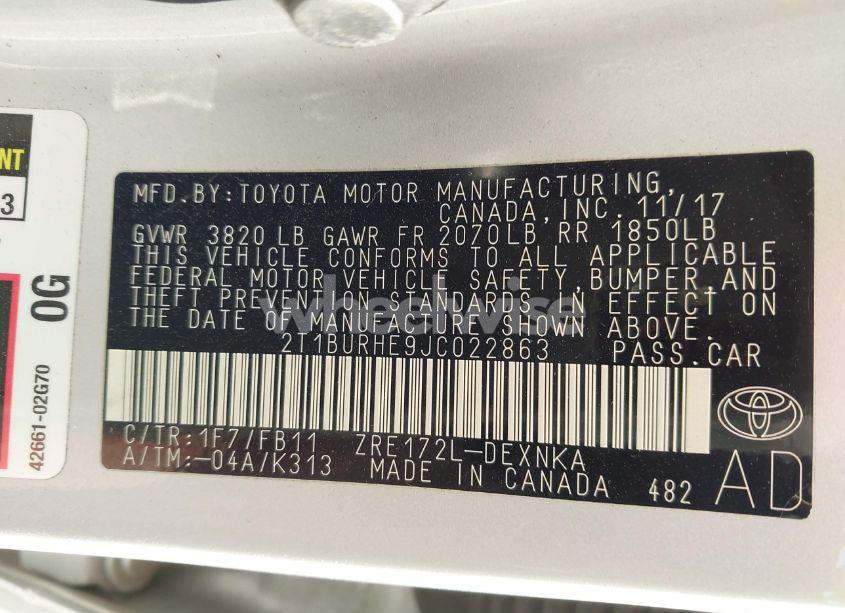 NT
3
0G
42661-02G70
MFD.BY:TOYOTA MOTOR MANUFACTURING,
CANADA,INC. 11/17
GVWR 3820 LB GAWR FR 2070LB RR 1850LB
THIS VEHICLE CONFORMS TO ALL APPLICABLE
FEDERAL MOTOR VEHICLE SAFETY,BUMPER,AND
THEFT PREVENTION STANDARDS IN EFFECT ON
THE DATE OF MANUFACTURE SHOWN ABOVE.
wheelwise
2T1BURHE9JC022863 PASS.CAR
C/TR:1F7/FB11 ZRE172L-DEXNKA
A/TM:-04A/K313 MADE IN CANADA 482
AD